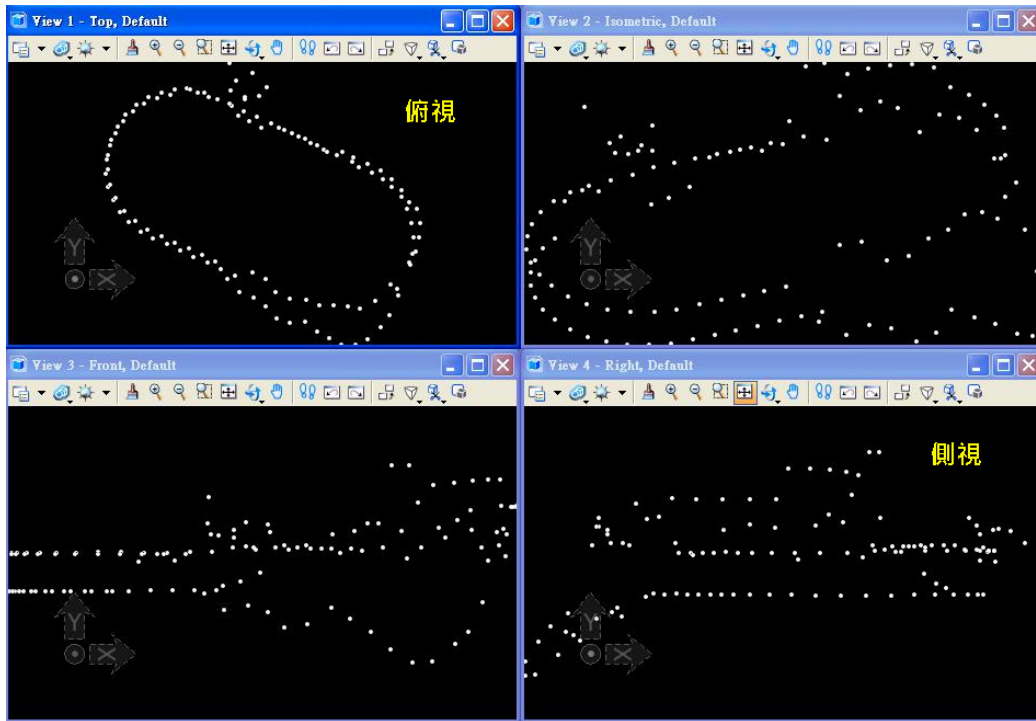 View 1 - Top, Default
View 2 - Isometric, Default
俯視
Y
X
Y
X
View 3 - Front, Default
View 4 - Right, Default
側視
Y
X
Y
X